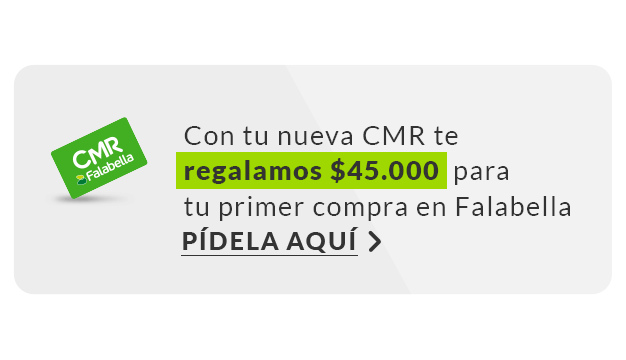 CMR
Falabella
Con tu nueva CMR te
regalamos $45.000 para
tu primer compra en Falabella
PÍDELA AQUÍ